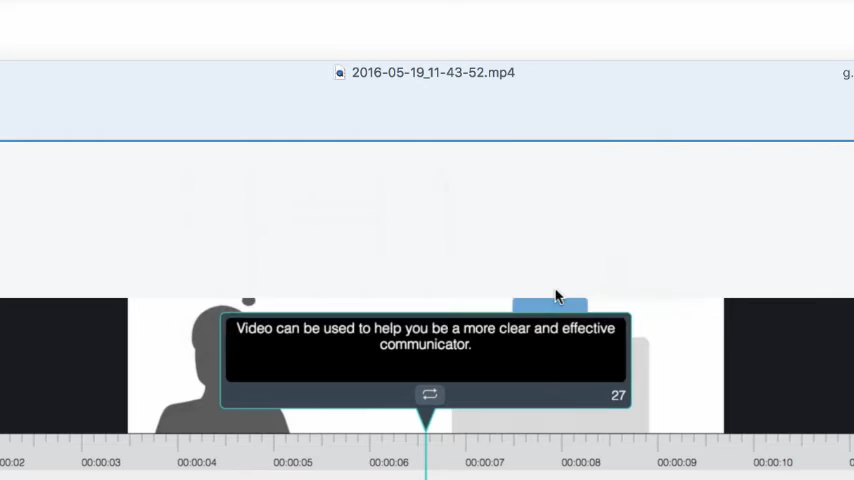 2016-05-19_11-43-52.mp4
g.
Video can be used to help you be a more clear and effective
communicator.
27
00:02 00:00:03 00:00:04 00:00:05 00:00:06 00:00:07 00:00:08 00:00:09 00:00:10